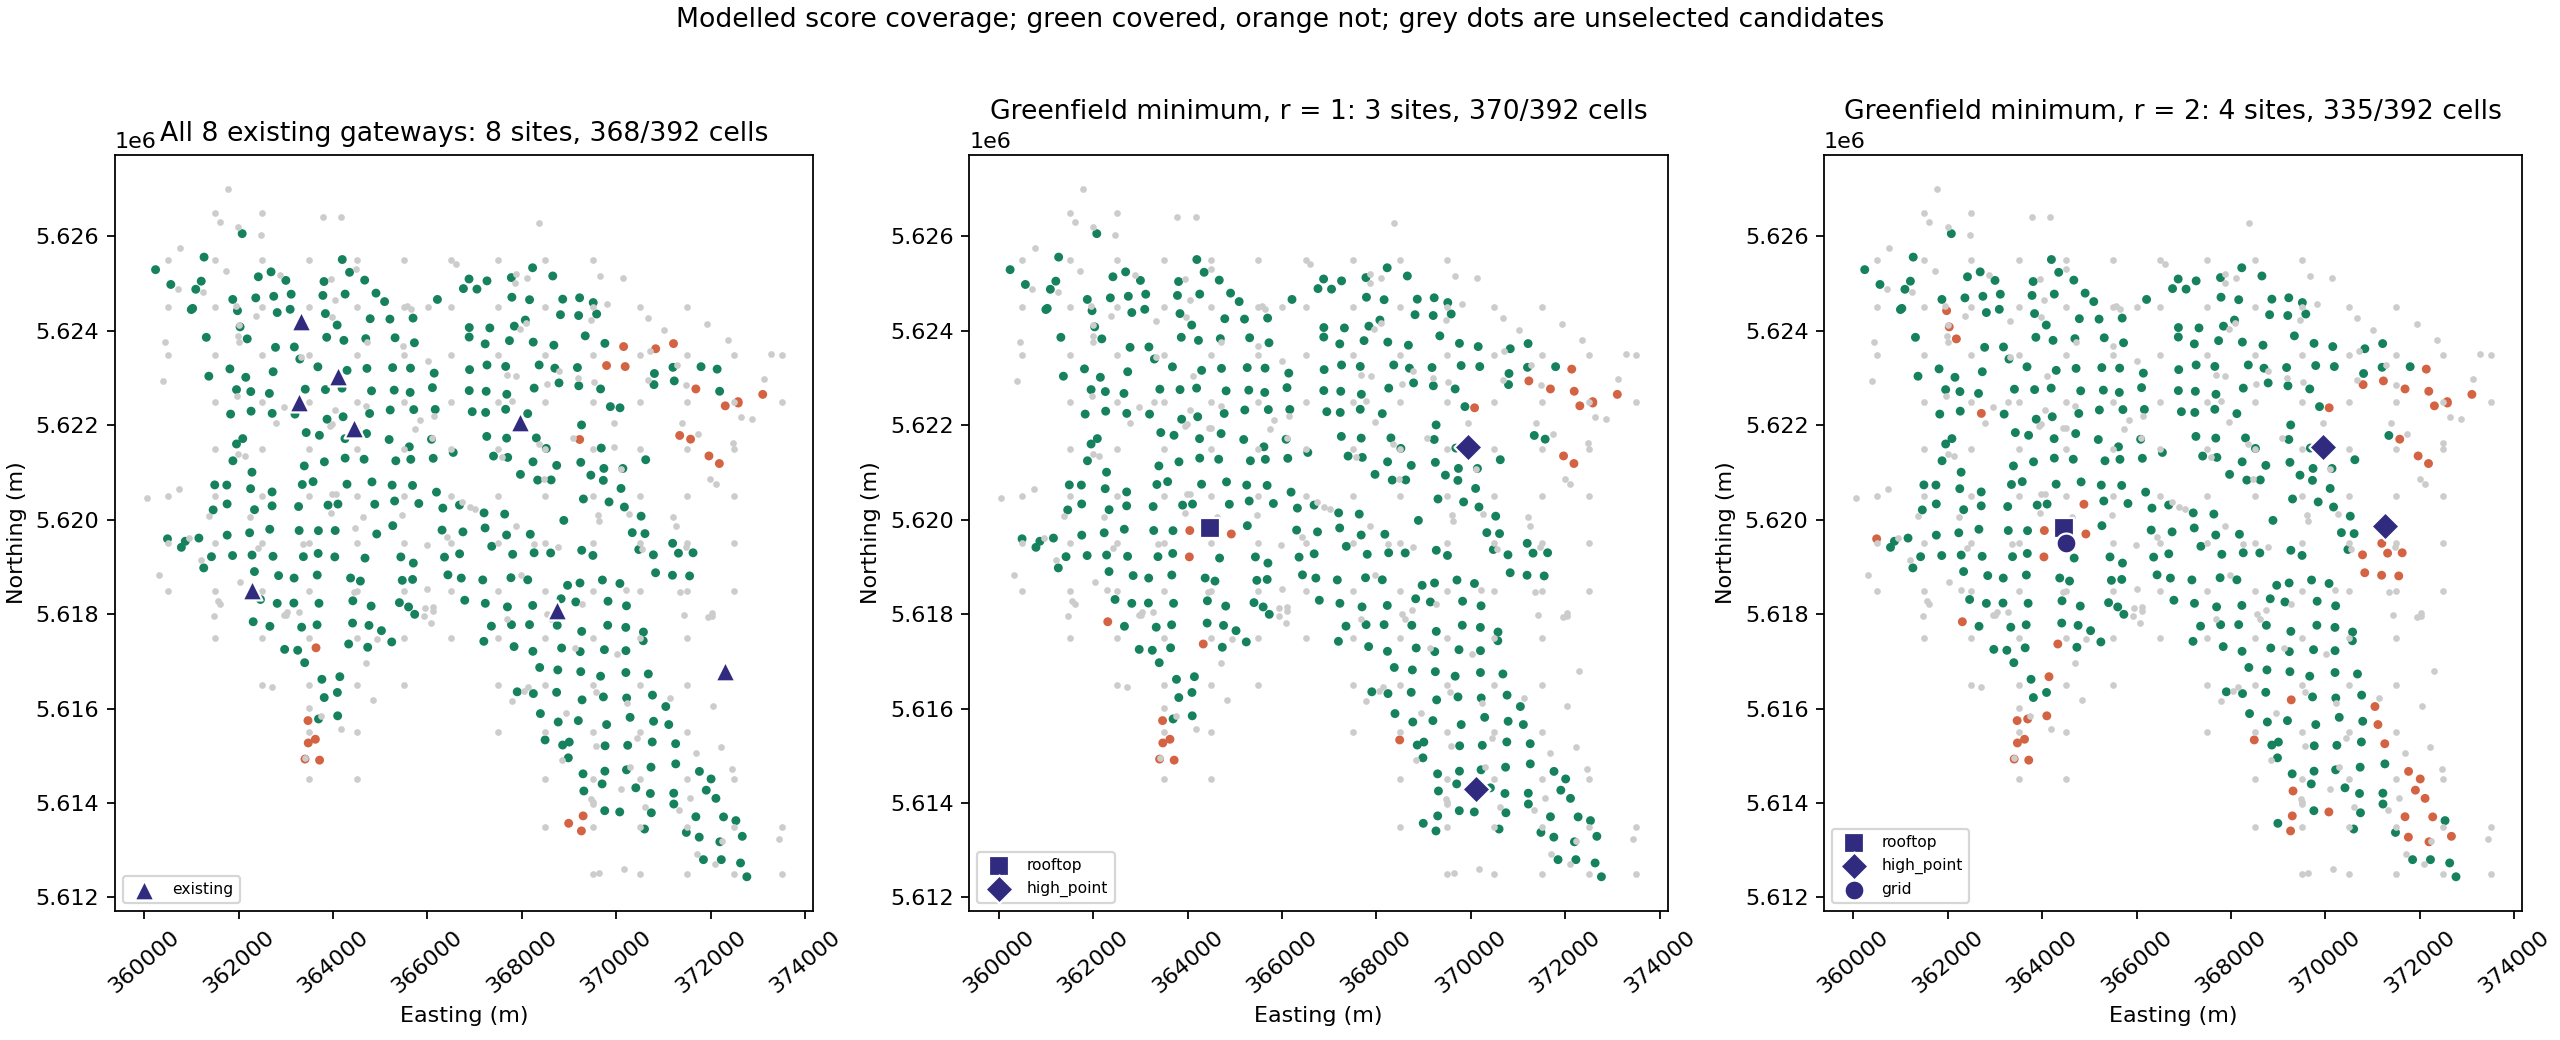 Modelled score coverage; green covered, orange not; grey dots are unselected candidates
All 8 existing gateways: 8 sites, 368/392 cells
1e6
5.626
5.624
5.622
5.620
5.618
5.616
5.614
5.612
Northing (m)
existing
360000
362000
364000
366000
368000
370000
372000
374000
Easting (m)
Greenfield minimum, r = 1: 3 sites, 370/392 cells
1e6
5.626
5.624
5.622
5.620
5.618
5.616
5.614
5.612
Northing (m)
rooftop
high_point
360000
362000
364000
366000
368000
370000
372000
374000
Easting (m)
Greenfield minimum, r = 2: 4 sites, 335/392 cells
1e6
5.626
5.624
5.622
5.620
5.618
5.616
5.614
5.612
Northing (m)
rooftop
high_point
grid
360000
362000
364000
366000
368000
370000
372000
374000
Easting (m)